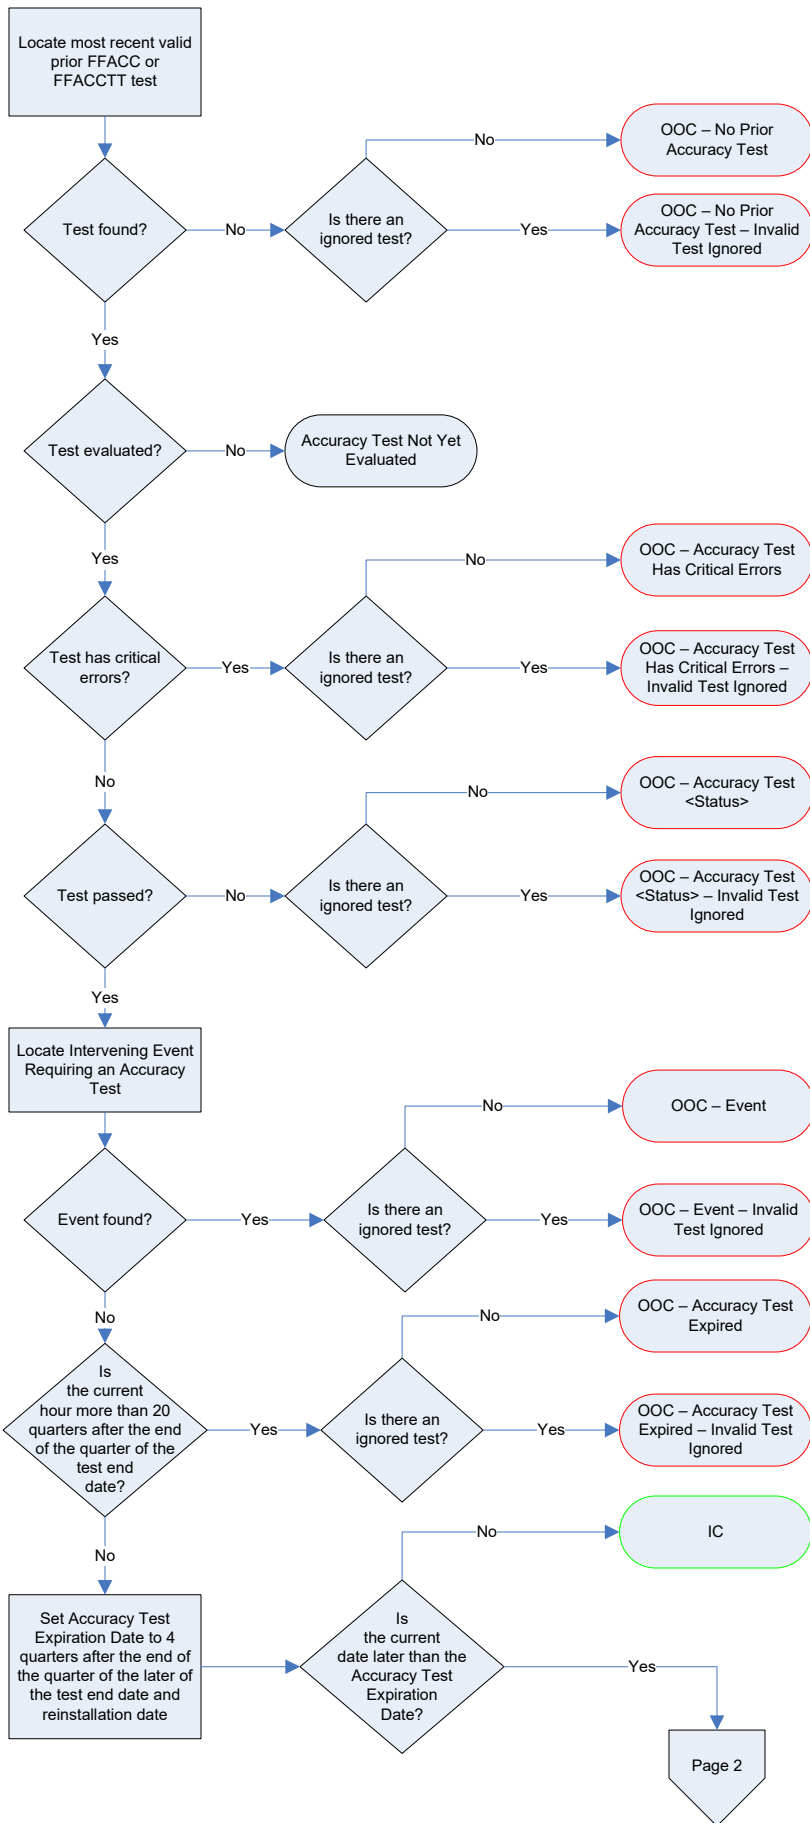 Locate most recent valid
prior FFACC or
FFACCTT test
No
OOC – No Prior
Accuracy Test
Test found?
No
Is there an
ignored test?
Yes
OOC – No Prior
Accuracy Test – Invalid
Test Ignored
Yes
Test evaluated?
No
Accuracy Test Not Yet
Evaluated
Yes
No
OOC – Accuracy Test
Has Critical Errors
Test has critical
errors?
Yes
Is there an
ignored test?
Yes
OOC – Accuracy Test
Has Critical Errors –
Invalid Test Ignored
No
No
OOC – Accuracy Test
<Status>
Test passed?
No
Is there an
ignored test?
Yes
OOC – Accuracy Test
<Status> – Invalid Test
Ignored
Yes
Locate Intervening Event
Requiring an Accuracy
Test
No
OOC – Event
Event found?
Yes
Is there an
ignored test?
Yes
OOC – Event – Invalid
Test Ignored
No
No
OOC – Accuracy Test
Expired
Is
the current
hour more than 20
quarters after the end
of the quarter of the
test end
date?
Yes
Is there an
ignored test?
Yes
OOC – Accuracy Test
Expired – Invalid Test
Ignored
No
No
IC
Set Accuracy Test
Expiration Date to 4
quarters after the end of
the quarter of the later of
the test end date and
reinstallation date
Is
the current
date later than the
Accuracy Test
Expiration
Date?
Yes
Page 2